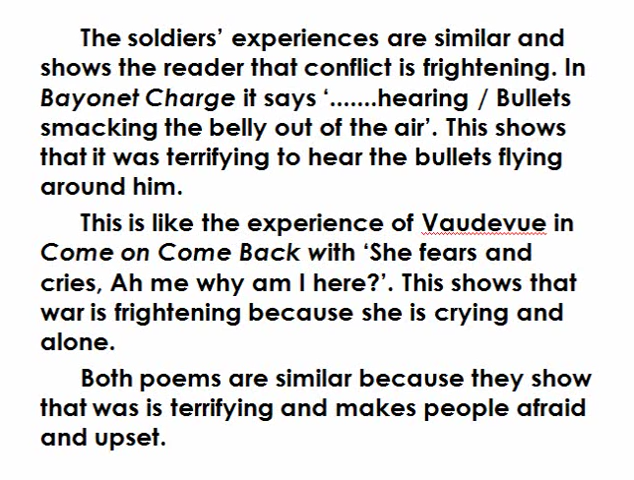 The soldiers’ experiences are similar and
shows the reader that conflict is frightening. In
Bayonet Charge it says ‘.......hearing / Bullets
smacking the belly out of the air’. This shows
that it was terrifying to hear the bullets flying
around him.
This is like the experience of Vaudevue in
Come on Come Back with ‘She fears and
cries, Ah me why am I here?’. This shows that
war is frightening because she is crying and
alone.
Both poems are similar because they show
that was is terrifying and makes people afraid
and upset.